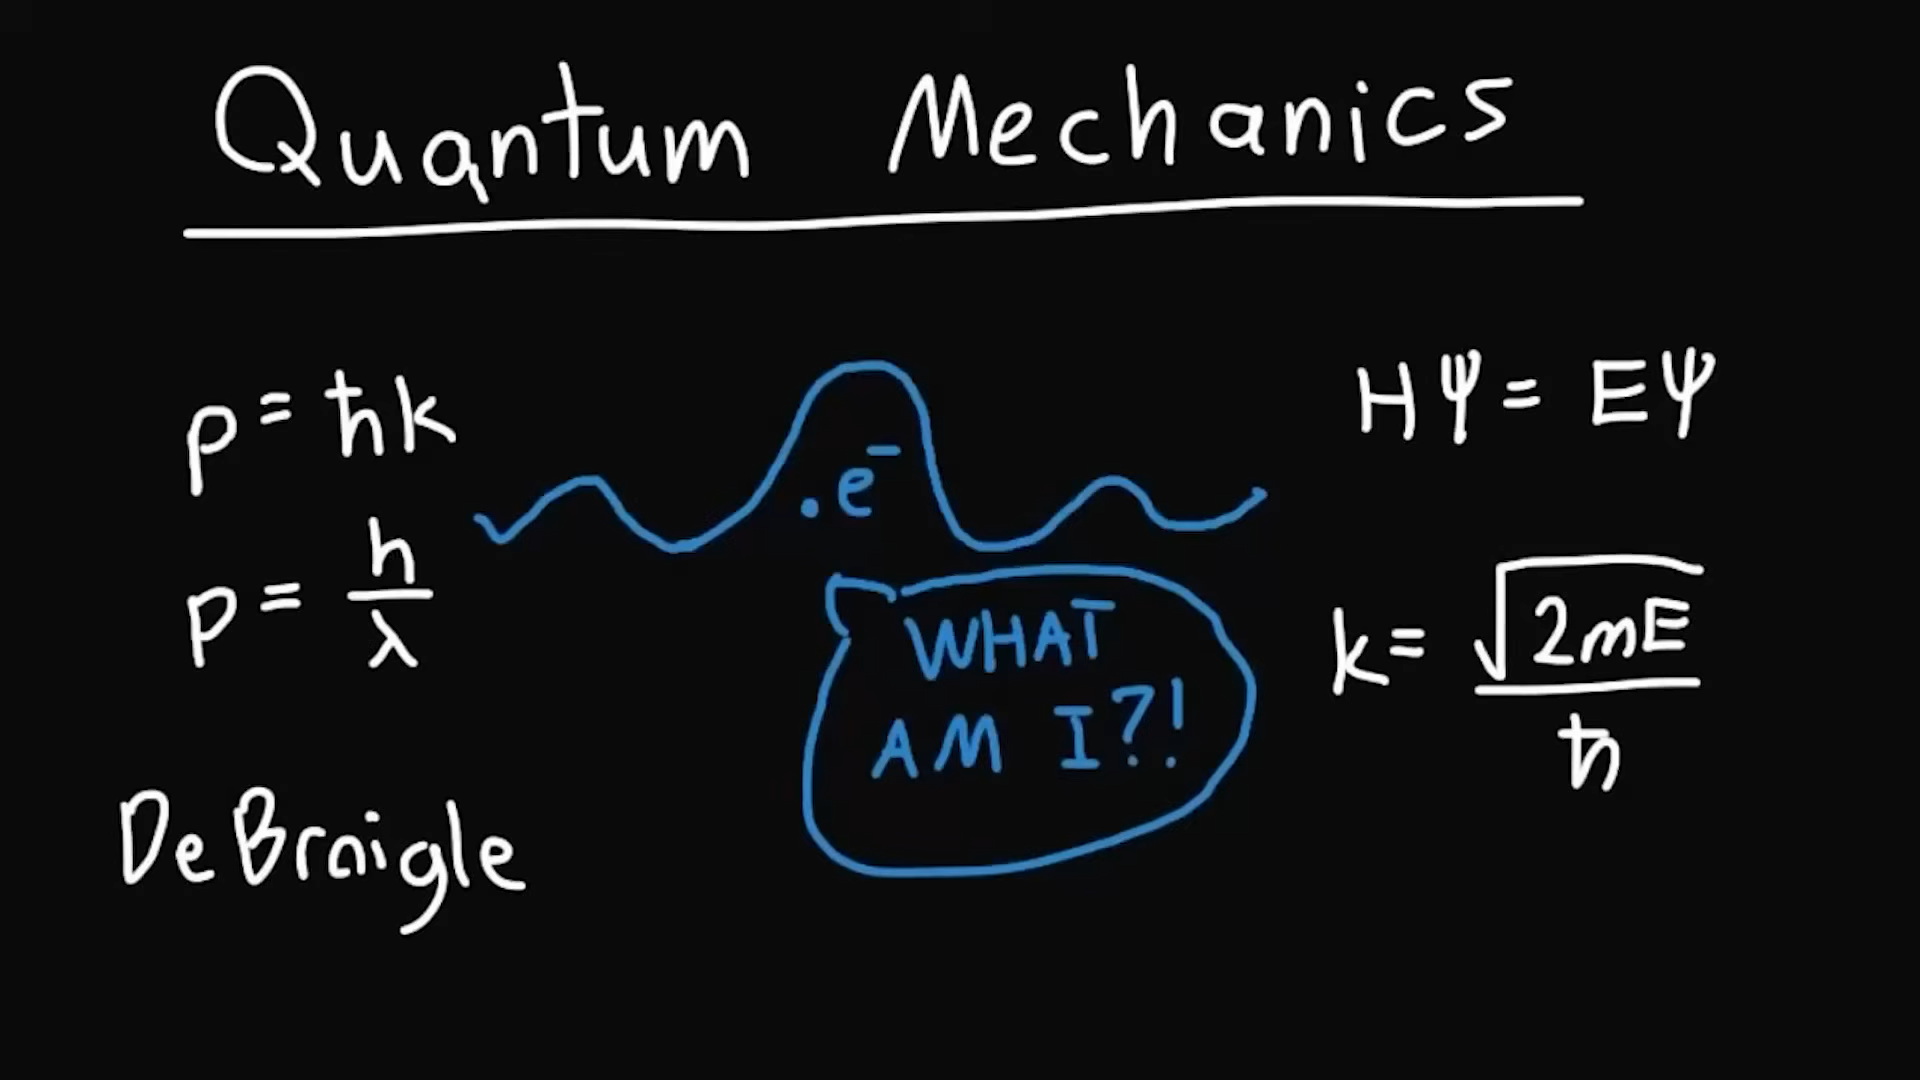 Quantum Mechanics
p = ħk
p = h/λ
DeBroigle
.e⁻
WHAT
AM I?!
Hψ = Eψ
k = √2mE/ħ